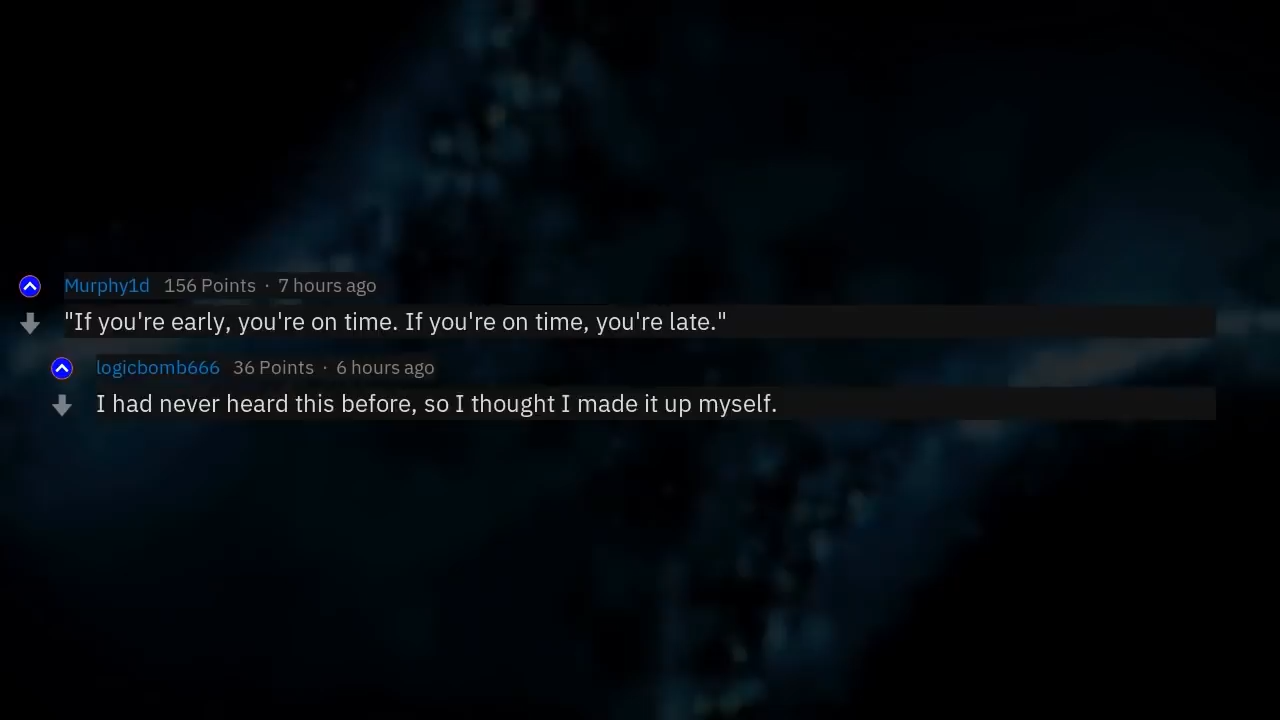 Murphy1d 156 Points · 7 hours ago
"If you're early, you're on time. If you're on time, you're late."
logicbomb666 36 Points · 6 hours ago
I had never heard this before, so I thought I made it up myself.